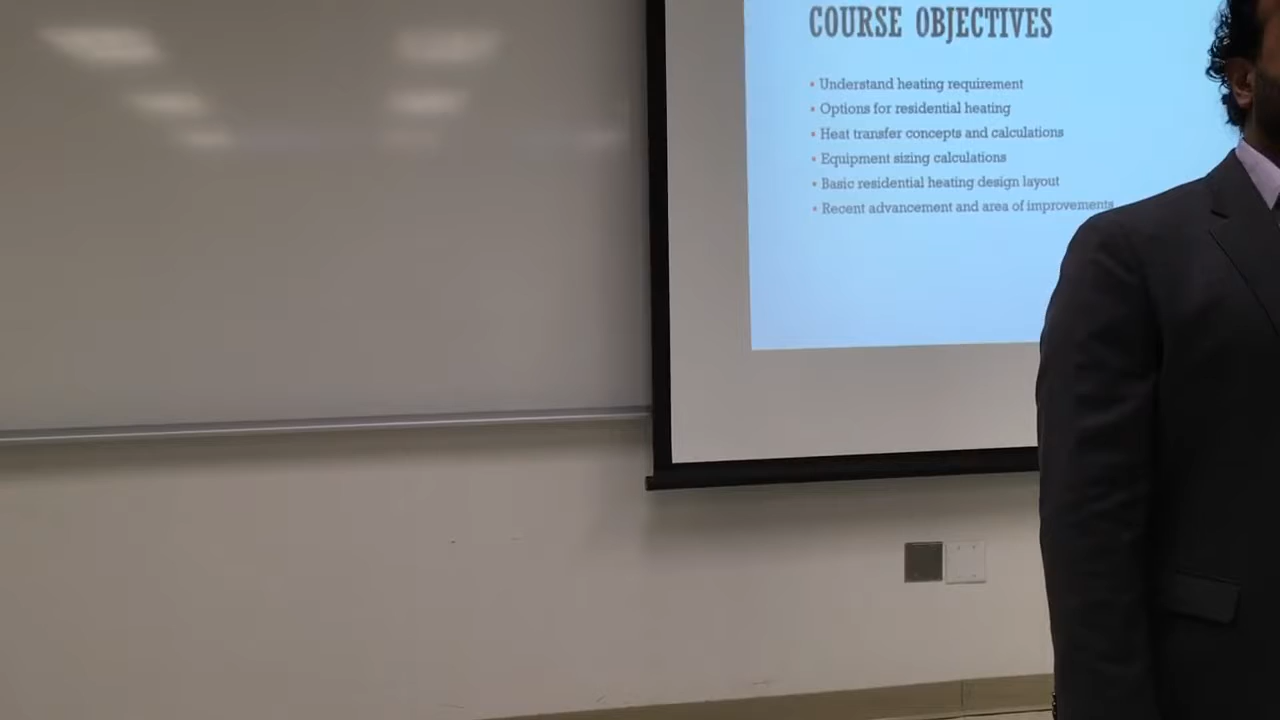 COURSE OBJECTIVES
• Understand heating requirement
• Options for residential heating
• Heat transfer concepts and calculations
• Equipment sizing calculations
• Basic residential heating design layout
• Recent advancement and area of improvements